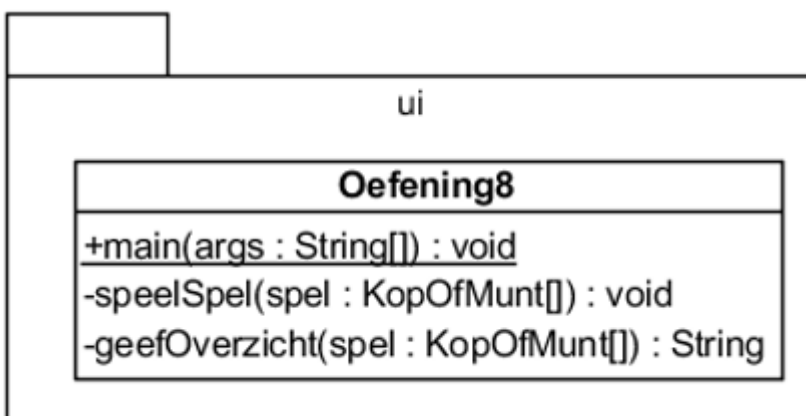 ui
Oefening8
+main(args : String[]) : void
-speelSpel(spel : KopOfMunt[]) : void
-geefOverzicht(spel : KopOfMunt[]) : String